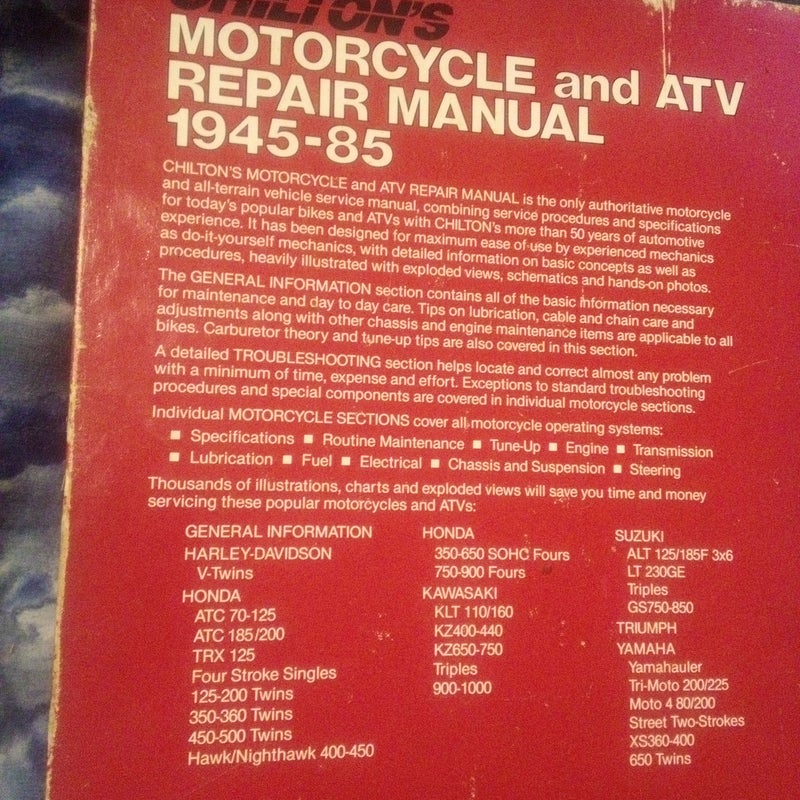 CHILTON'S
MOTORCYCLE and ATV
REPAIR MANUAL
1945-85
CHILTON'S MOTORCYCLE and ATV REPAIR MANUAL is the only authoritative motorcycle
and all-terrain vehicle service manual, combining service procedures and specifications
for today's popular bikes and ATVs with CHILTON's more than 50 years of automotive
experience. It has been designed for maximum ease of use by experienced mechanics
as do-it-yourself mechanics, with detailed information on basic concepts as well as
procedures, heavily illustrated with exploded views, schematics and hands-on photos.
The GENERAL INFORMATION section contains all of the basic information necessary
for maintenance and day to day care. Tips on lubrication, cable and chain care and
adjustments along with other chassis and engine maintenance items are applicable to all
bikes. Carburetor theory and tune-up tips are also covered in this section.
A detailed TROUBLESHOOTING section helps locate and correct almost any problem
with a minimum of time, expense and effort. Exceptions to standard troubleshooting
procedures and special components are covered in individual motorcycle sections.
Individual MOTORCYCLE SECTIONS cover all motorcycle operating systems:
■ Specifications ■ Routine Maintenance ■ Tune-Up ■ Engine ■ Transmission
■ Lubrication ■ Fuel ■ Electrical ■ Chassis and Suspension ■ Steering
Thousands of illustrations, charts and exploded views will save you time and money
servicing these popular motorcycles and ATVs:
GENERAL INFORMATION
HARLEY-DAVIDSON
V-Twins
HONDA
ATC 70-125
ATC 185/200
TRX 125
Four Stroke Singles
125-200 Twins
350-360 Twins
450-500 Twins
Hawk/Nighthawk 400-450
HONDA
350-650 SOHC Fours
750-900 Fours
KAWASAKI
KLT 110/160
KZ400-440
KZ650-750
Triples
900-1000
SUZUKI
ALT 125/185F 3x6
LT 230GE
Triples
GS750-850
TRIUMPH
YAMAHA
Yamahauler
Tri-Moto 200/225
Moto 4 80/200
Street Two-Strokes
XS360-400
650 Twins